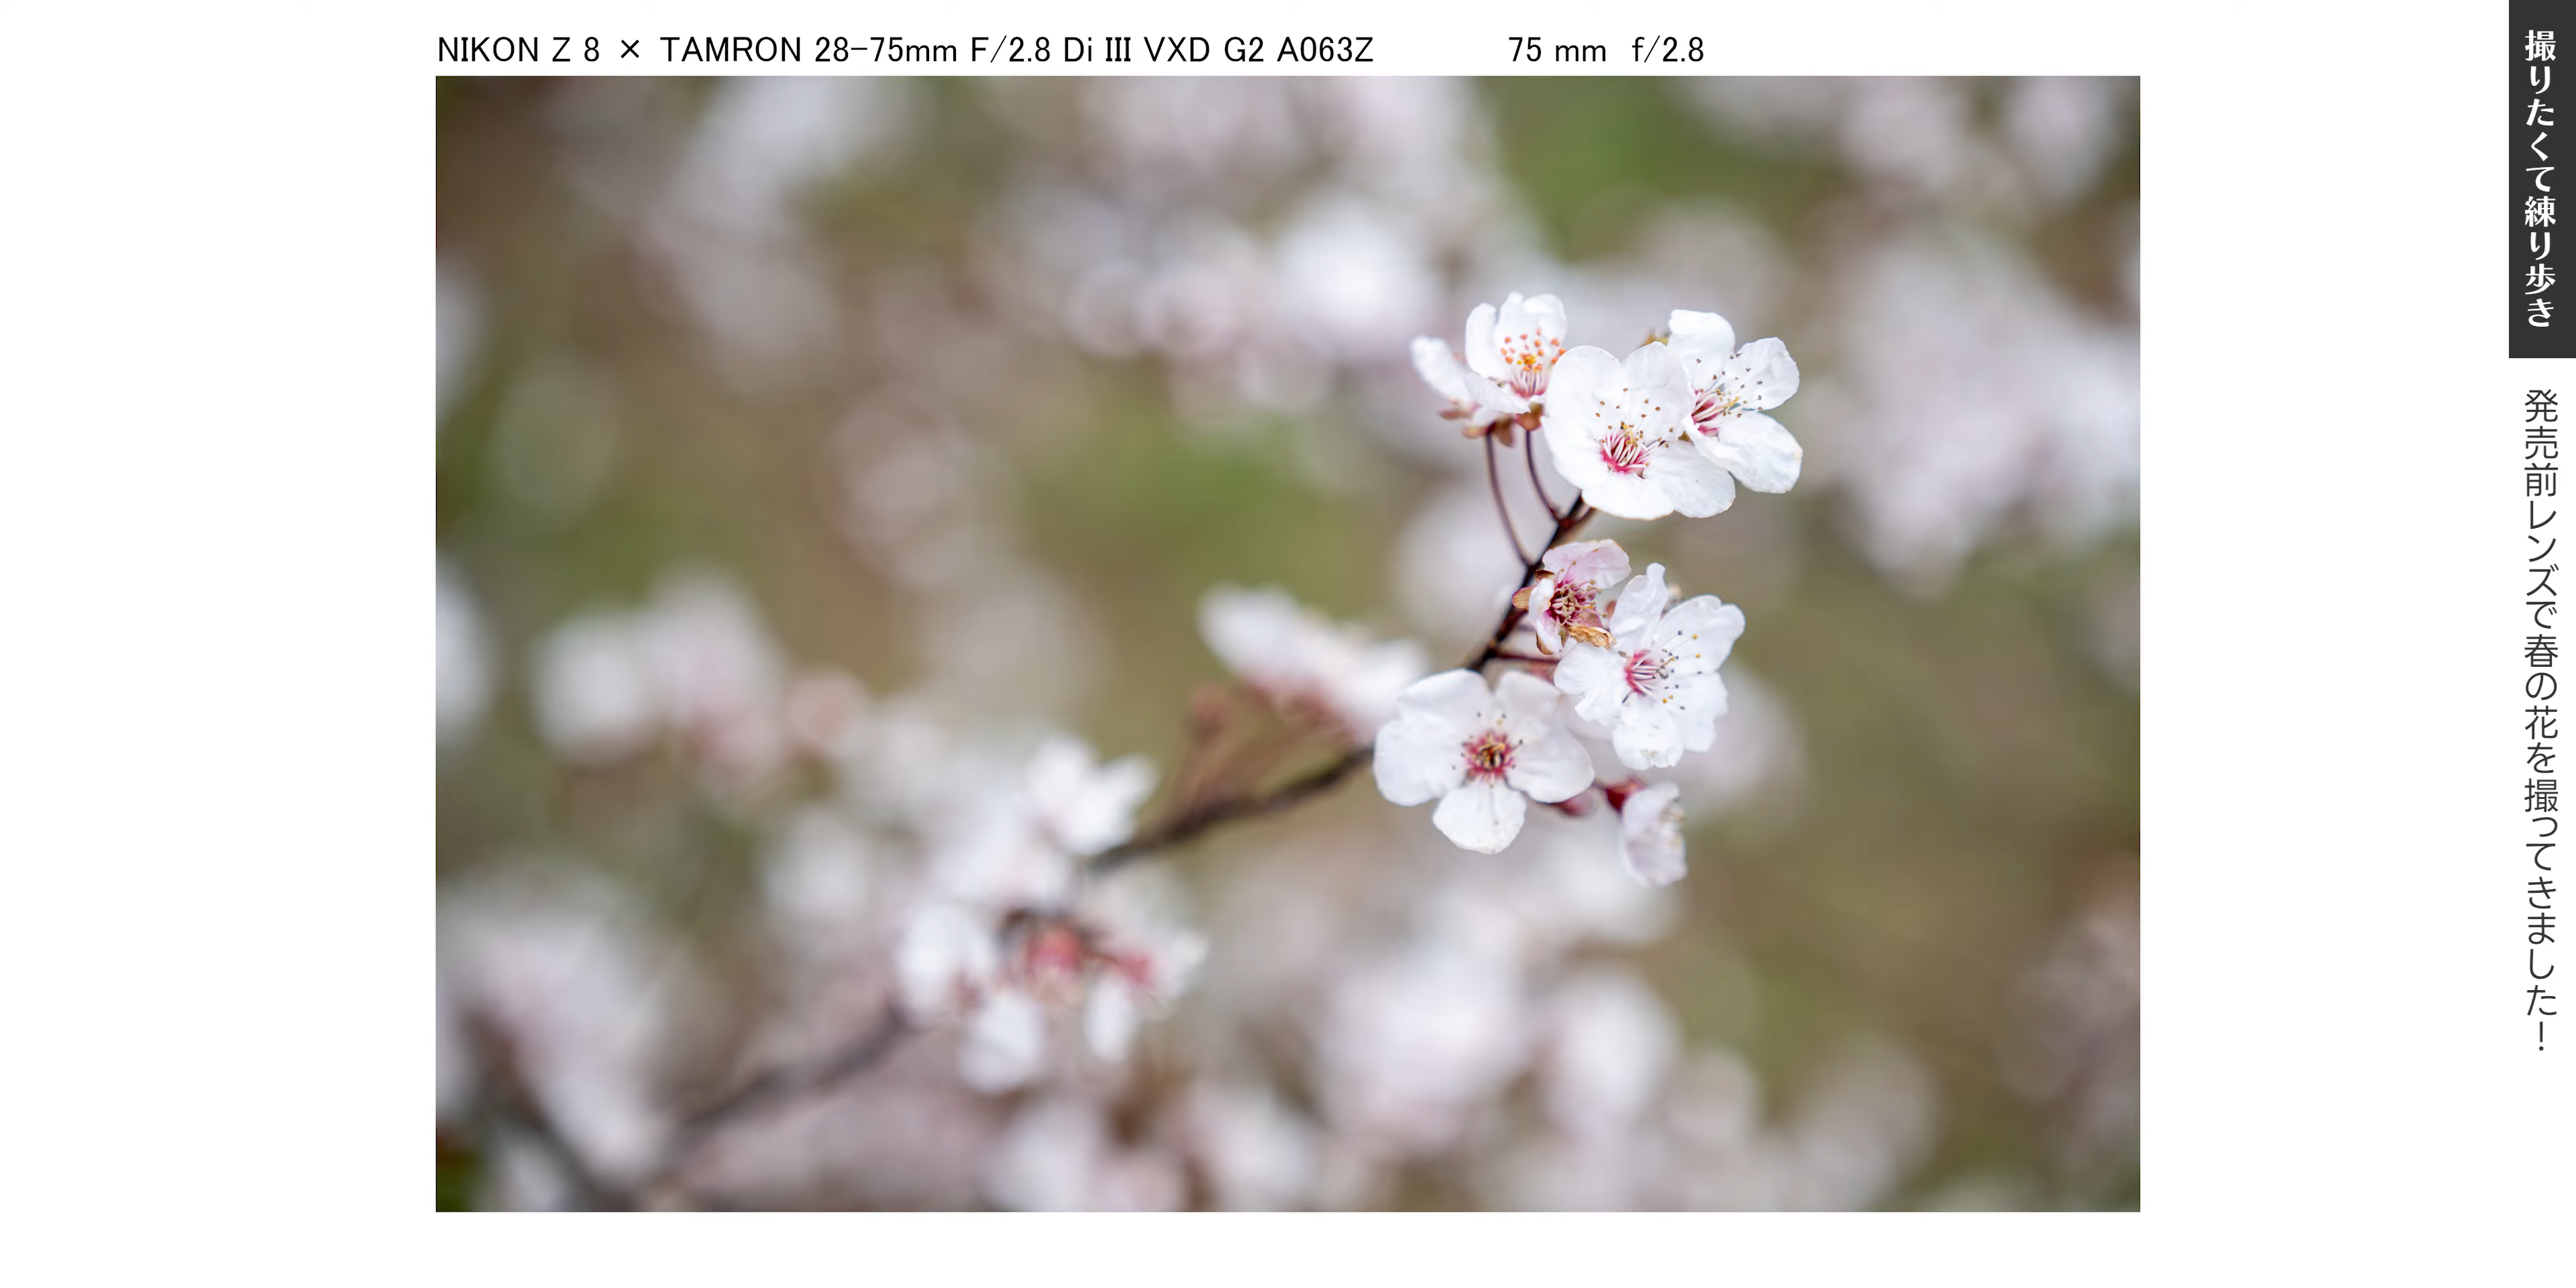 NIKON Z 8 × TAMRON 28-75mm F/2.8 Di III VXD G2 A063Z 75 mm f/2.8
撮りたくて練り歩き
発売前レンズで春の花を撮ってきました！